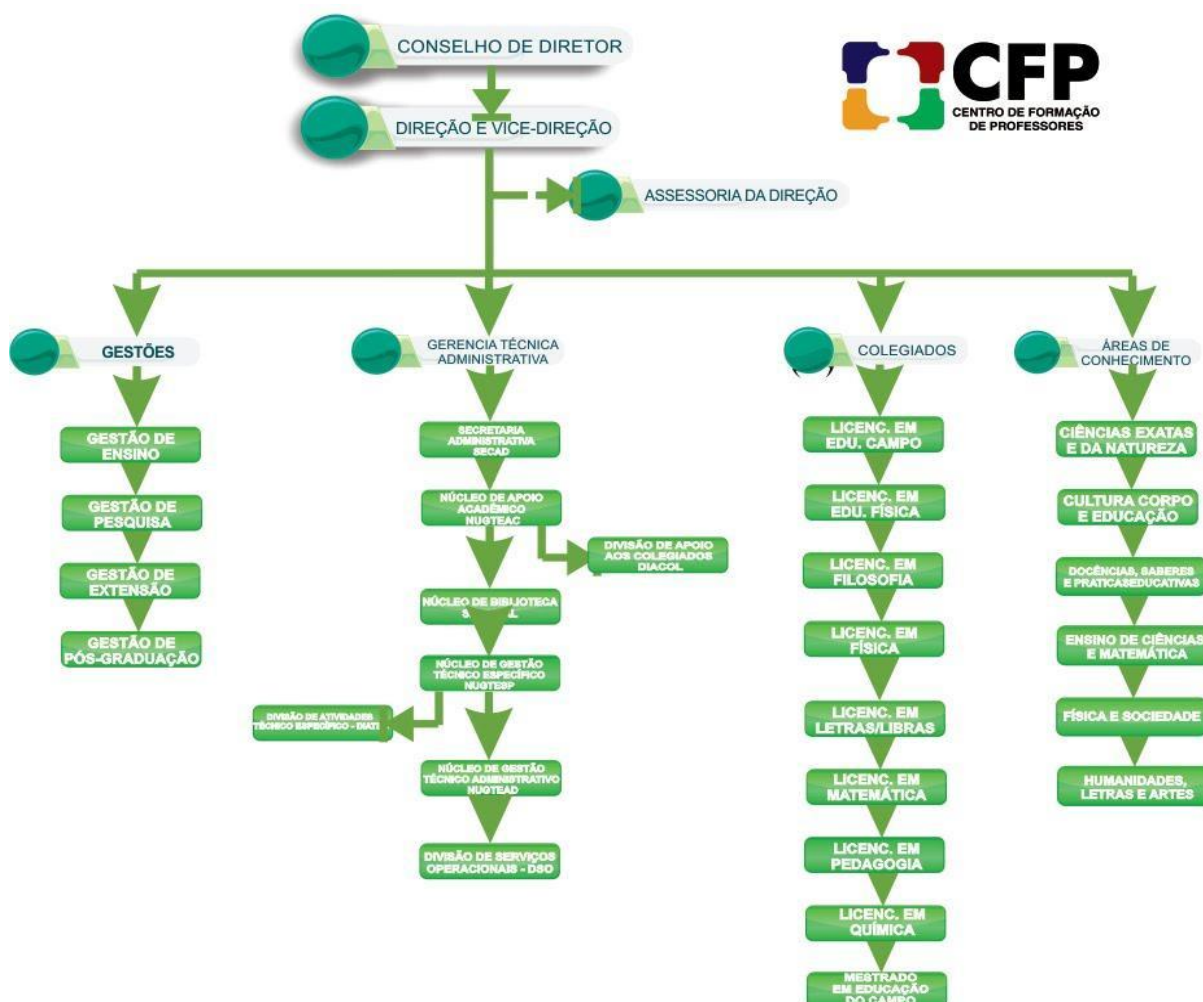 CONSELHO DE DIRETOR
CFP
CENTRO DE FORMAÇÃO
DE PROFESSORES
DIREÇÃO E VICE-DIREÇÃO
ASSESSORIA DA DIREÇÃO
GESTÕES
GESTÃO DE
ENSINO
GESTÃO DE
PESQUISA
GESTÃO DE
EXTENSÃO
GESTÃO DE
PÓS-GRADUAÇÃO
GERENCIA TÉCNICA
ADMINISTRATIVA
SECRETARIA
ADMINISTRATIVA
SECAD
NÚCLEO DE APOIO
ACADÊMICO
NUGTEAC
DIVISÃO DE APOIO
AOS COLEGIADOS
DIACOL
NÚCLEO DE BIBLIOTECA
NÚCLEO DE GESTÃO
TÉCNICO ESPECÍFICO
NUGTESP
DIVISÃO DE ATIVIDADES
TÉCNICO ESPECÍFICO -
NÚCLEO DE GESTÃO
TÉCNICO ADMINISTRATIVO
NUGTEAD
DIVISÃO DE SERVIÇOS
OPERACIONAIS - DSO
COLEGIADOS
LICENC. EM
EDU. CAMPO
LICENC. EM
EDU. FÍSICA
LICENC. EM
FILOSOFIA
LICENC. EM
FÍSICA
LICENC. EM
LETRAS/LIBRAS
LICENC. EM
MATEMÁTICA
LICENC. EM
PEDAGOGIA
LICENC. EM
QUÍMICA
MESTRADO
EM EDUCAÇÃO
DO CAMPO
ÁREAS DE
CONHECIMENTO
CIÊNCIAS EXATAS
E DA NATUREZA
CULTURA CORPO
E EDUCAÇÃO
DOCÊNCIAS, SABERES
E PRATICASEDUCATIVAS
ENSINO DE CIÊNCIAS
E MATEMÁTICA
FÍSICA E SOCIEDADE
HUMANIDADES,
LETRAS E ARTES